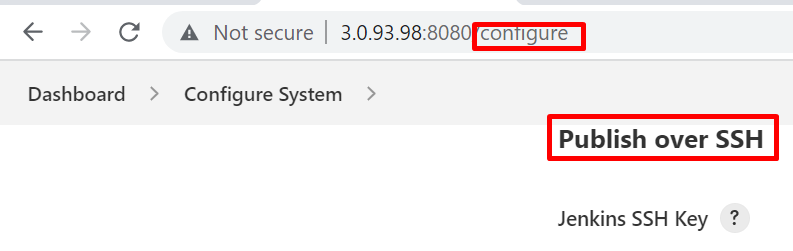 Not secure | 3.0.93.98:8080/configure
Dashboard > Configure System >
Publish over SSH
Jenkins SSH Key ?